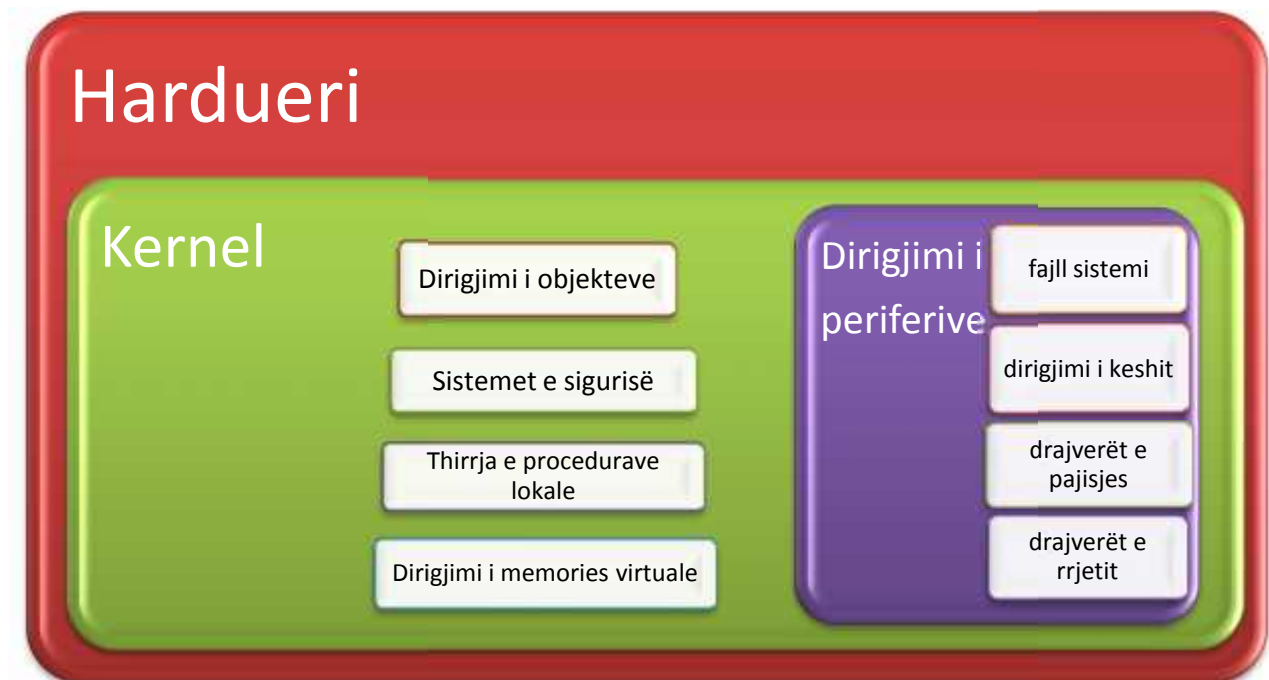 Hardueri
Kernel
Dirigjimi i objekteve
Sistemet e sigurisë
Thirrja e procedurave
lokale
Dirigjimi i memories virtuale
Dirigjimi i
periferive
fajll sistemi
dirigjimi i keshit
drajverët e
pajisjes
drajverët e
rrjetit